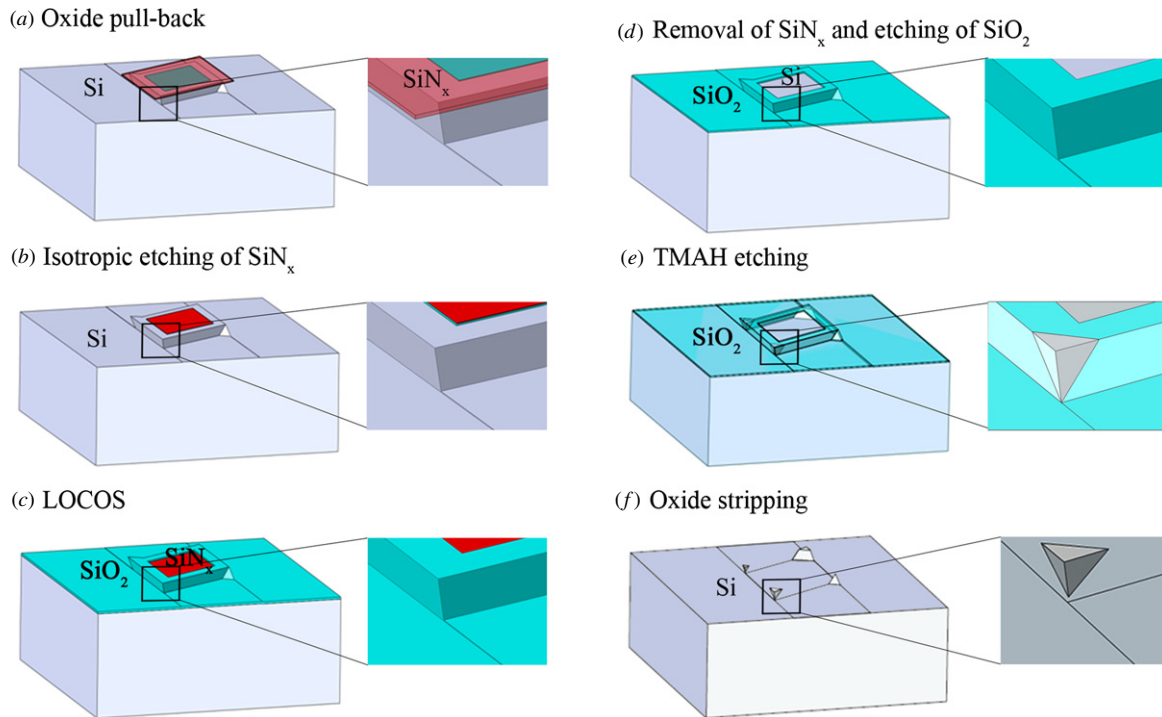 (a) Oxide pull-back
Si
SiNₓ
(b) Isotropic etching of SiNₓ
Si
(c) LOCOS
SiNₓ
SiO₂
(d) Removal of SiNₓ and etching of SiO₂
Si
SiO₂
(e) TMAH etching
SiO₂
(f) Oxide stripping
Si